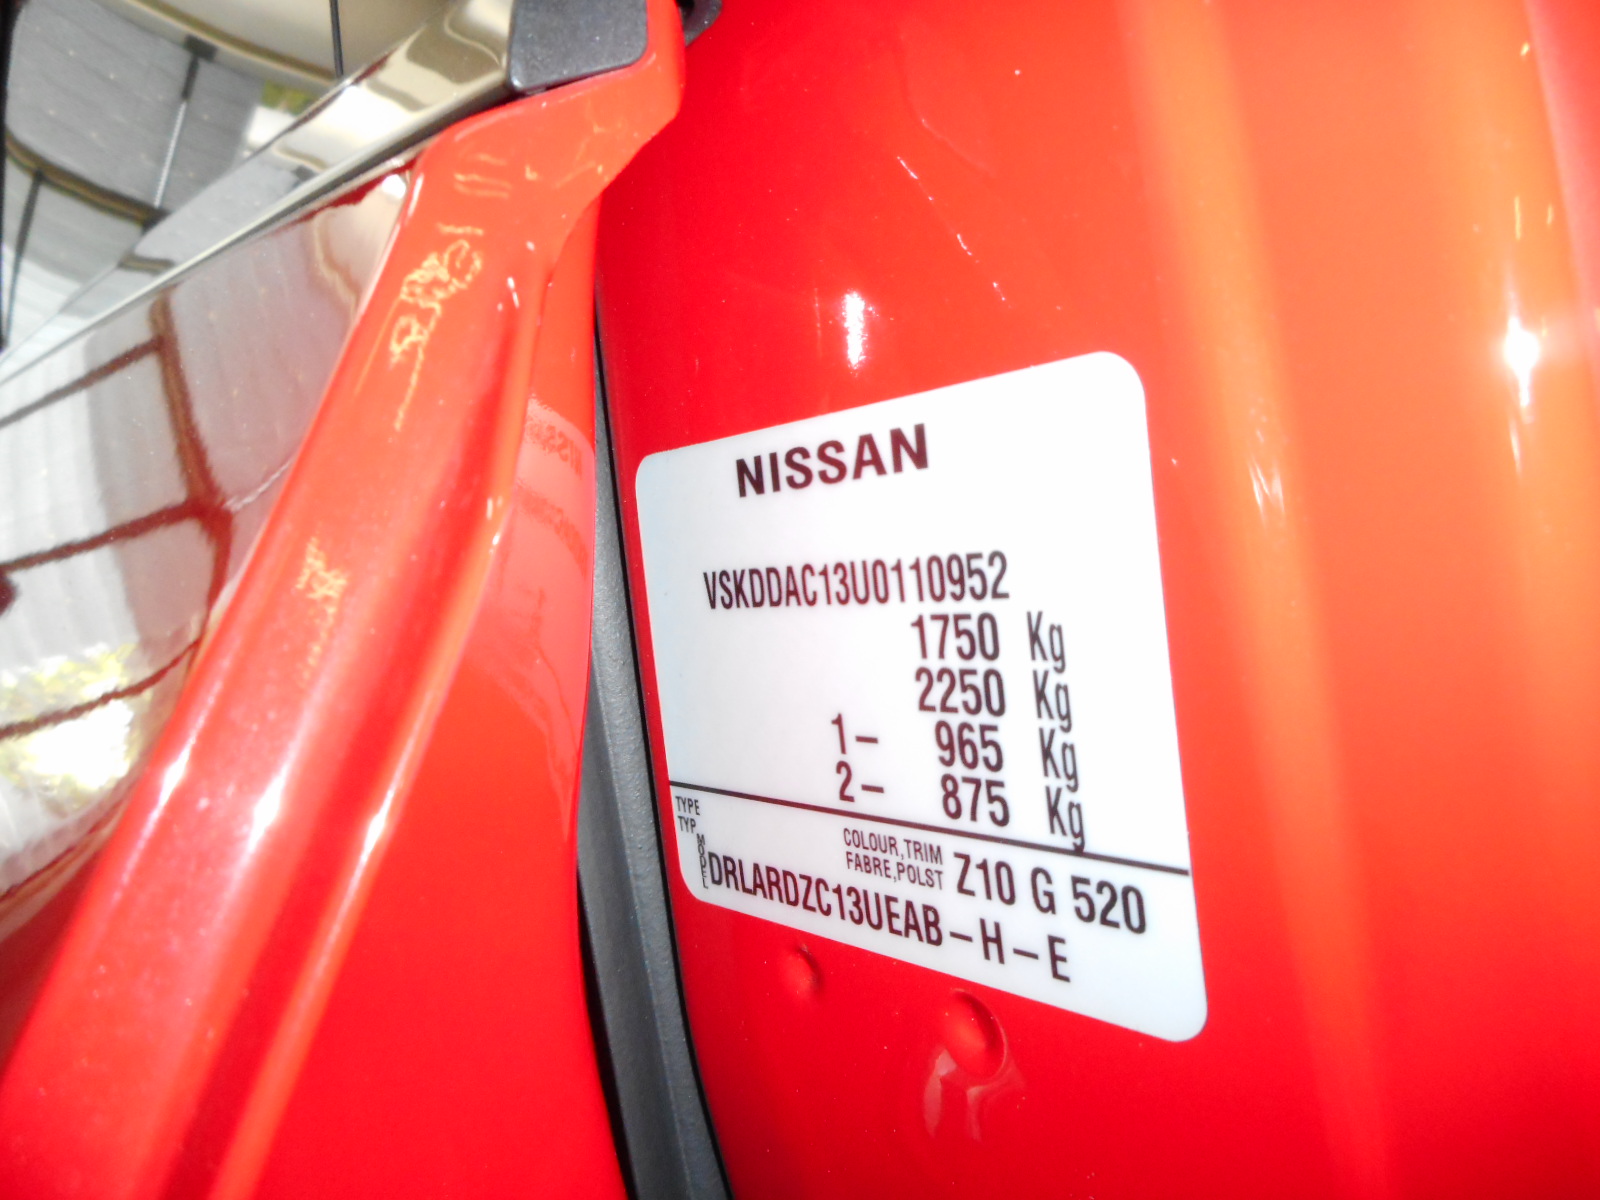 NISSAN
VSKDDAC13U0110952
1750 Kg
2250 Kg
1- 965 Kg
2- 875 Kg
TYPE
TYP
MODEL
COLOUR,TRIM
FABRE,POLST
Z10 G 520
DRLARDZC13UEAB-H-E